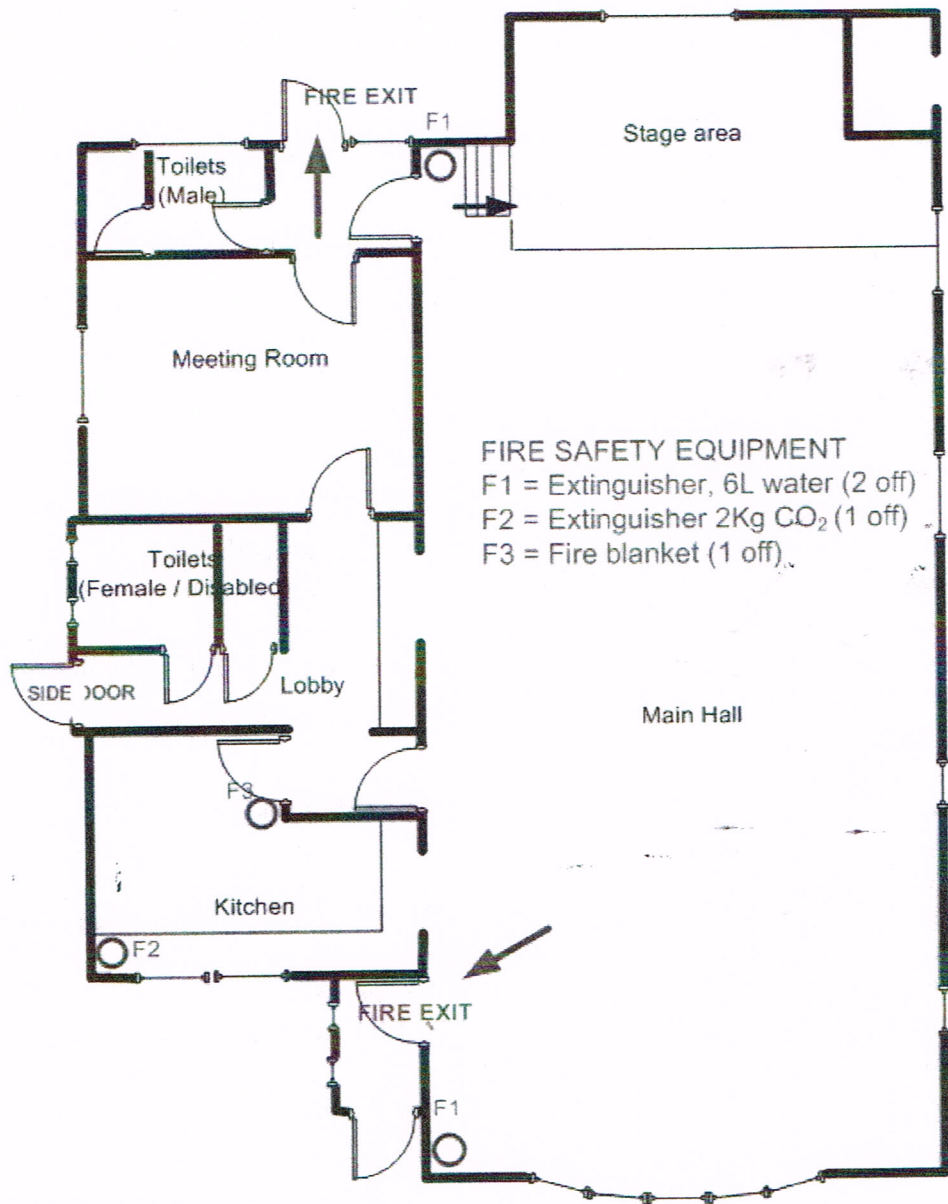 FIRE EXIT
F1
Stage area
Toilets
(Male)
Meeting Room
FIRE SAFETY EQUIPMENT
F1 = Extinguisher, 6L water (2 off)
F2 = Extinguisher 2Kg CO₂ (1 off)
F3 = Fire blanket (1 off)
Toilets
(Female / Disabled
SIDE DOOR
Lobby
Main Hall
F3
Kitchen
F2
FIRE EXIT
F1